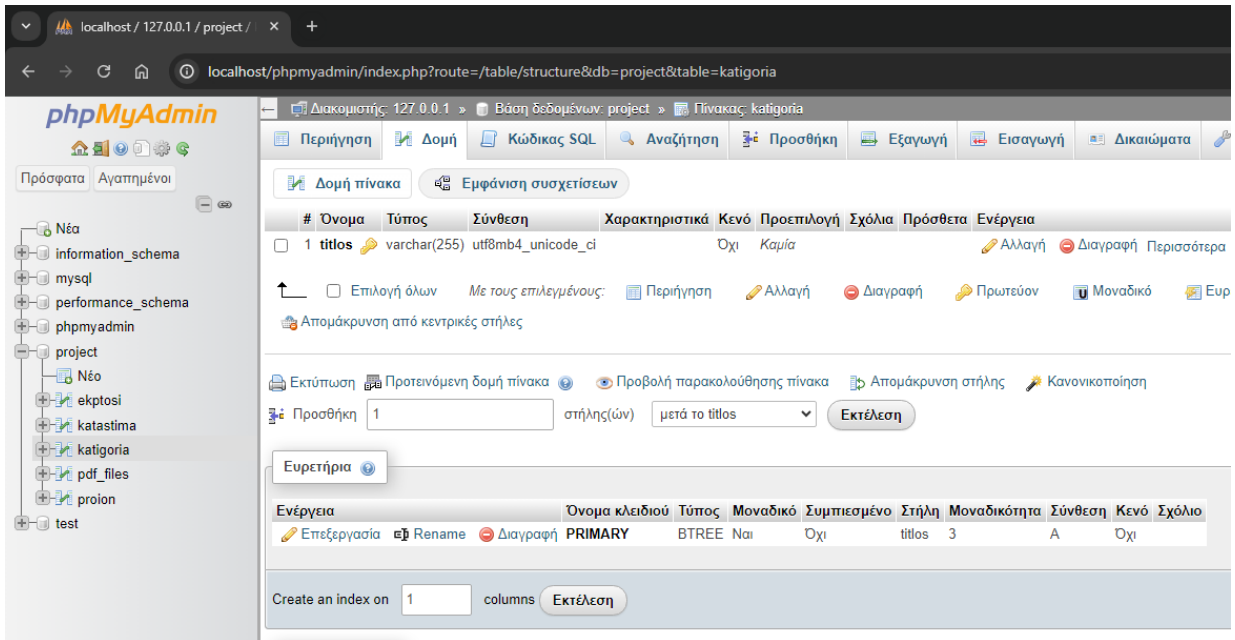 localhost / 127.0.0.1 / project /
localhost/phpmyadmin/index.php?route=/table/structure&db=project&table=katigoria
phpMyAdmin
Πρόσφατα Αγαπημένοι
Νέα
information_schema
mysql
performance_schema
phpmyadmin
project
Νέο
ekptosi
katastima
katigoria
pdf_files
proion
test
Διακομιστής: 127.0.0.1 » Βάση δεδομένων: project » Πίνακας: katigoria
Περιήγηση Δομή Κώδικας SQL Αναζήτηση Προσθήκη Εξαγωγή Εισαγωγή Δικαιώματα
Δομή πίνακα Εμφάνιση συσχετίσεων
# Όνομα Τύπος Σύνθεση Χαρακτηριστικά Κενό Προεπιλογή Σχόλια Πρόσθετα Ενέργεια
1 titlos varchar(255) utf8mb4_unicode_ci Όχι Καμία Αλλαγή Διαγραφή Περισσότερα
Επιλογή όλων Με τους επιλεγμένους: Περιήγηση Αλλαγή Διαγραφή Πρωτεύον Μοναδικό Ευρ
Απομάκρυνση από κεντρικές στήλες
Εκτύπωση Προτεινόμενη δομή πίνακα Προβολή παρακολούθησης πίνακα Απομάκρυνση στήλης Κανονικοποίηση
Προσθήκη 1 στήλης(ών) μετά το titlos Εκτέλεση
Ευρετήρια
Ενέργεια Όνομα κλειδιού Τύπος Μοναδικό Συμπιεσμένο Στήλη Μοναδικότητα Σύνθεση Κενό Σχόλιο
Επεξεργασία Rename Διαγραφή PRIMARY BTREE Ναι Όχι titlos 3 A Όχι
Create an index on 1 columns Εκτέλεση